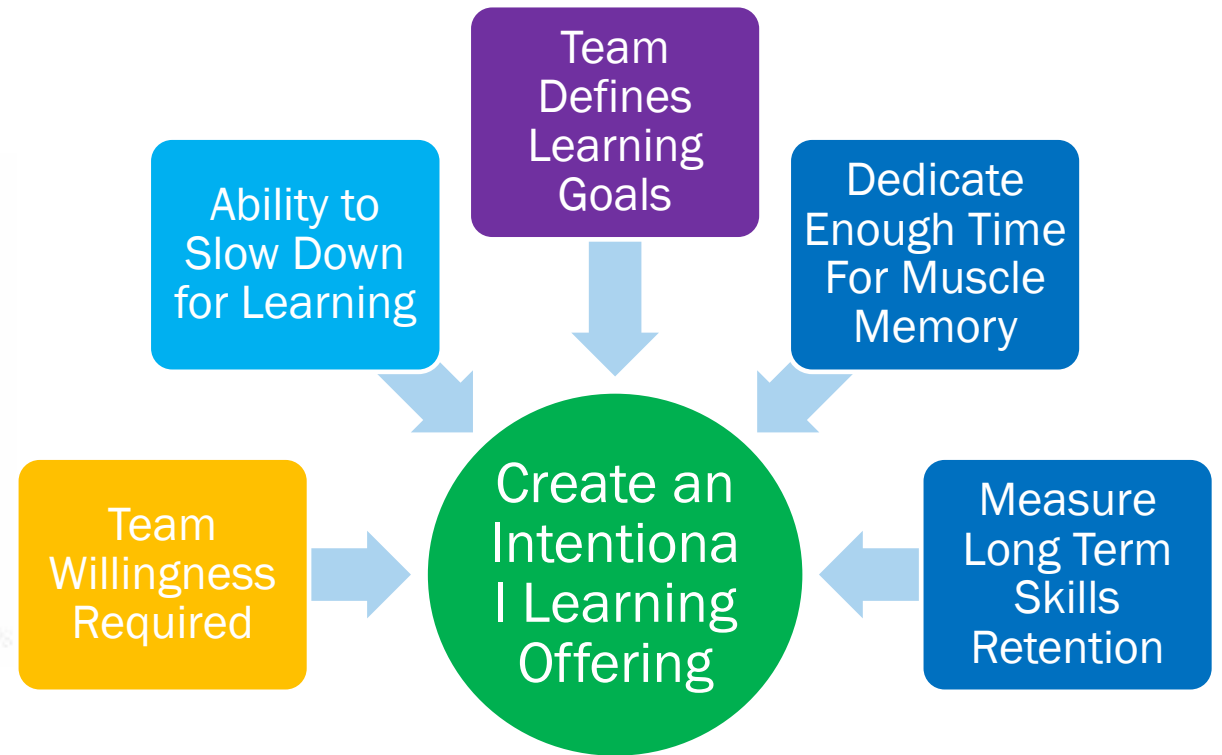 Team
Defines
Learning
Goals
Ability to
Slow Down
for Learning
Dedicate
Enough Time
For Muscle
Memory
Team
Willingness
Required
Create an
Intentiona
l Learning
Offering
Measure
Long Term
Skills
Retention